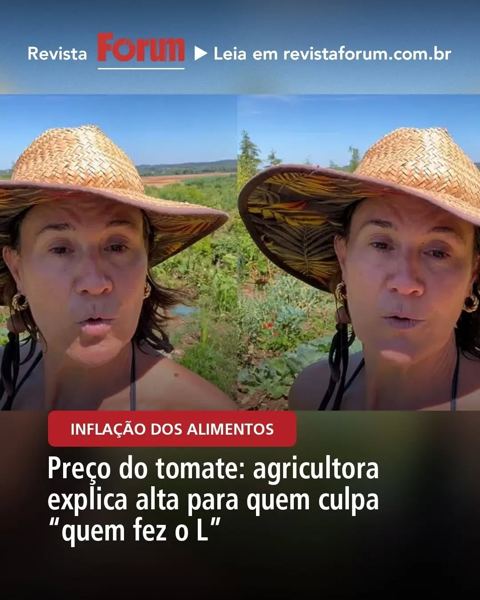 Revista Forum ▶ Leia em revistaforum.com.br
INFLAÇÃO DOS ALIMENTOS
Preço do tomate: agricultora
explica alta para quem culpa
“quem fez o L”